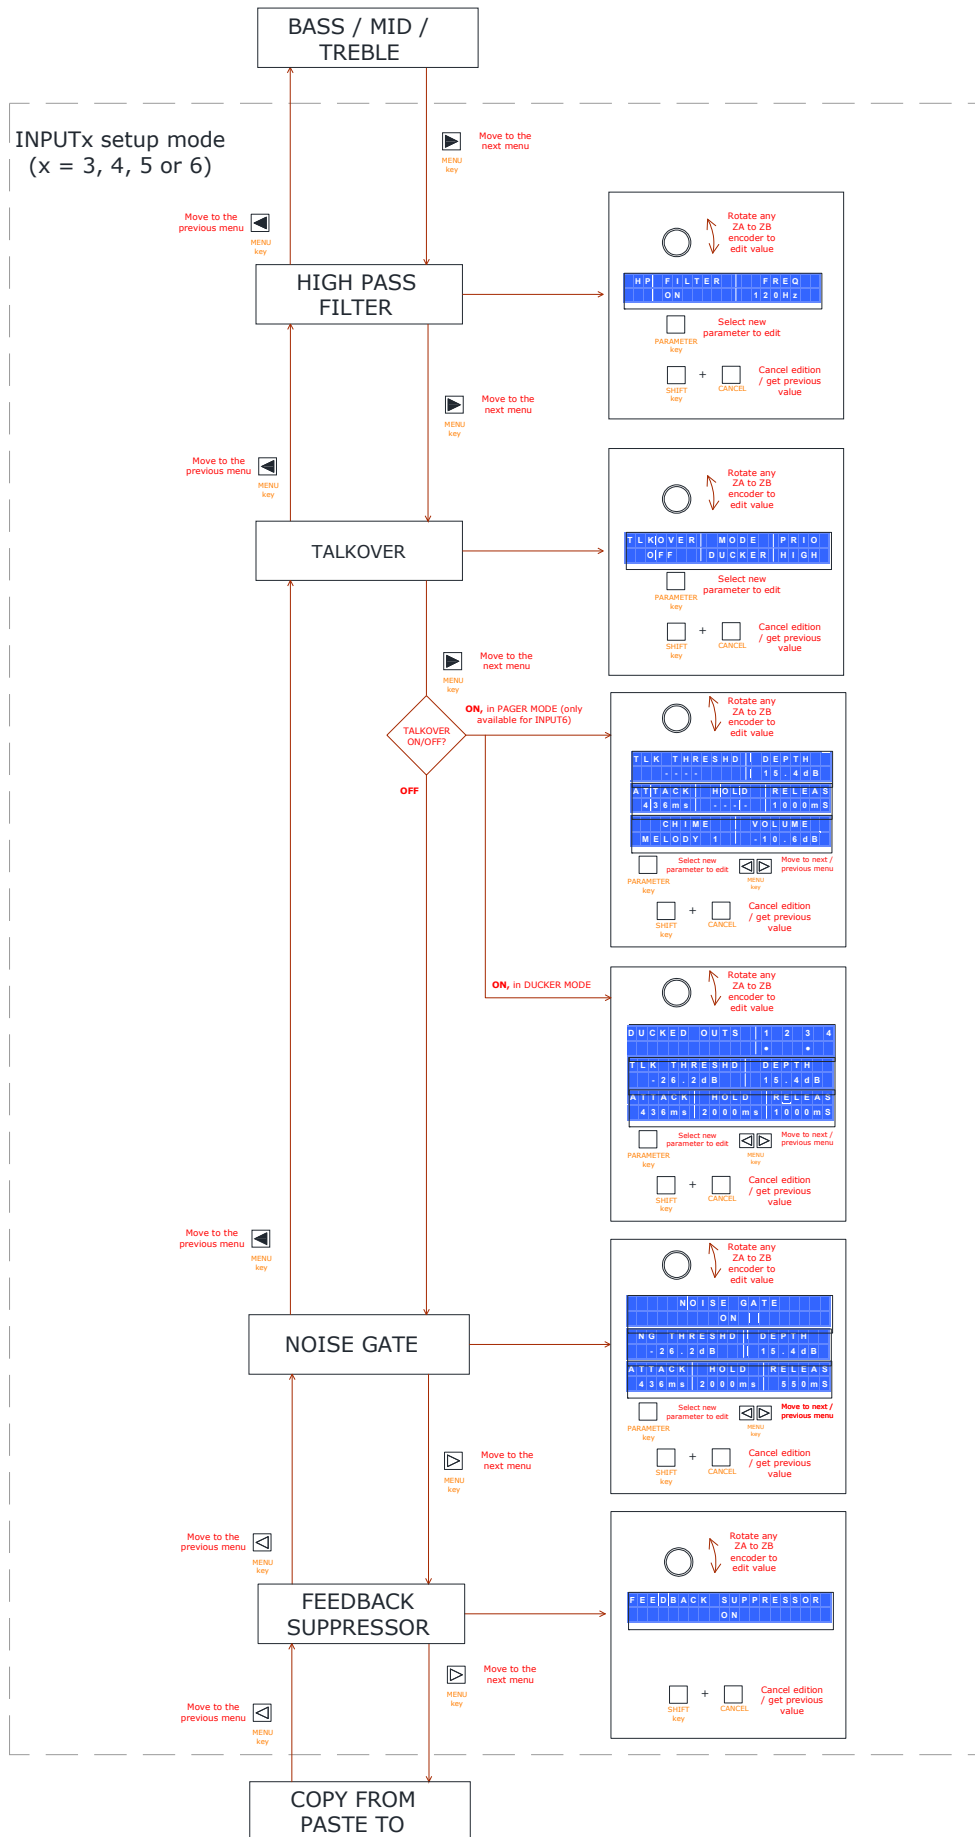 BASS / MID /
TREBLE
INPUTx setup mode
(x = 3, 4, 5 or 6)
Move to the
next menu
MENU
key
Move to the
previous menu
MENU
key
HIGH PASS
FILTER
Rotate any
ZA to ZB
encoder to
edit value
HP FILTER FREQ
ON 120Hz
PARAMETER
key
Select new
parameter to edit
SHIFT
key
+
CANCEL
Cancel edition
/ get previous
value
Move to the
next menu
MENU
key
Move to the
previous menu
MENU
key
TALKOVER
Rotate any
ZA to ZB
encoder to
edit value
TLKOVER MODE PRIO
OFF DUCKER HIGH
PARAMETER
key
Select new
parameter to edit
SHIFT
key
+
CANCEL
Cancel edition
/ get previous
value
Move to the
next menu
MENU
key
TALKOVER
ON/OFF?
ON, in PAGER MODE (only
available for INPUT6)
OFF
Rotate any
ZA to ZB
encoder to
edit value
TLK THRESHD DEPTH
---- 15.4dB
ATTACK HOLD RELEAS
436ms ---- 1000mS
CHIME VOLUME
MELODY 1 -10.6dB
PARAMETER
key
Select new
parameter to edit
MENU
key
Move to next /
previous menu
SHIFT
key
+
CANCEL
Cancel edition
/ get previous
value
ON, in DUCKER MODE
Rotate any
ZA to ZB
encoder to
edit value
DUCKED OUTS 1 2 3 4
• •
TLK THRESHD DEPTH
-26.2dB 15.4dB
ATTACK HOLD RELEAS
436ms 2000ms 1000mS
PARAMETER
key
Select new
parameter to edit
MENU
key
Move to next /
previous menu
SHIFT
key
+
CANCEL
Cancel edition
/ get previous
value
Move to the
previous menu
MENU
key
NOISE GATE
Rotate any
ZA to ZB
encoder to
edit value
NOISE GATE
ON
NG THRESHD DEPTH
-26.2dB 15.4dB
ATTACK HOLD RELEAS
436ms 2000ms 550mS
PARAMETER
key
Select new
parameter to edit
MENU
key
Move to next /
previous menu
SHIFT
key
+
CANCEL
Cancel edition
/ get previous
value
Move to the
next menu
MENU
key
Move to the
previous menu
MENU
key
FEEDBACK
SUPPRESSOR
Rotate any
ZA to ZB
encoder to
edit value
FEEDBACK SUPPRESSOR
ON
SHIFT
key
+
CANCEL
Cancel edition
/ get previous
value
Move to the
next menu
MENU
key
Move to the
previous menu
MENU
key
COPY FROM
PASTE TO